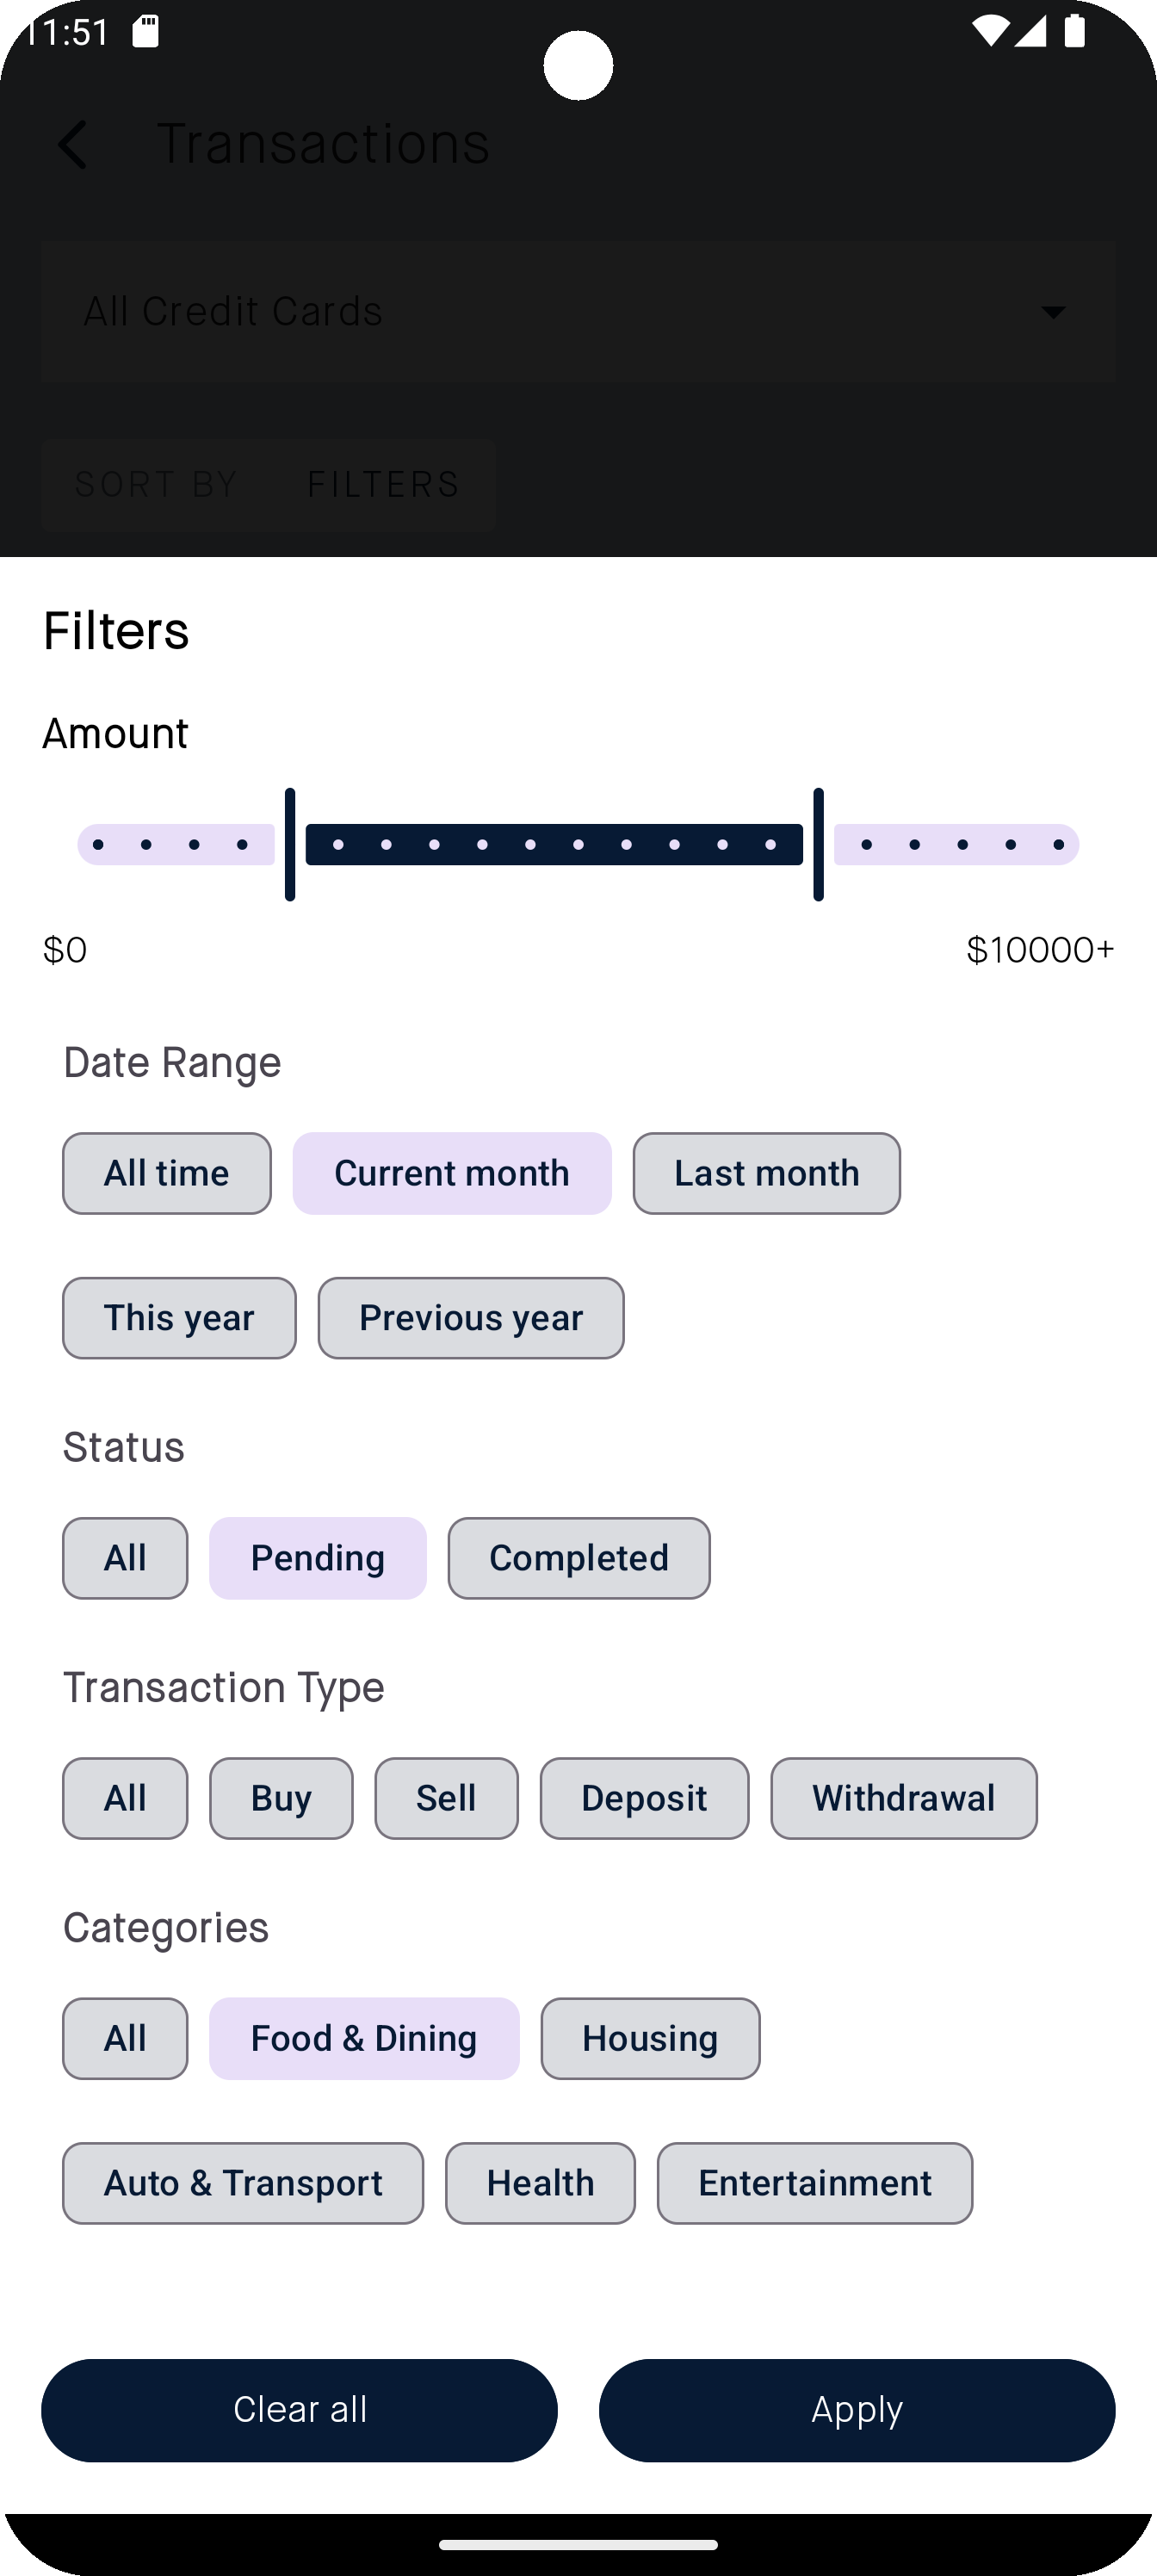 11:51
Transactions
All Credit Cards
SORT BY FILTERS
Filters
Amount
$0 $10000+
Date Range
All time Current month Last month
This year Previous year
Status
All Pending Completed
Transaction Type
All Buy Sell Deposit Withdrawal
Categories
All Food & Dining Housing
Auto & Transport Health Entertainment
Clear all Apply